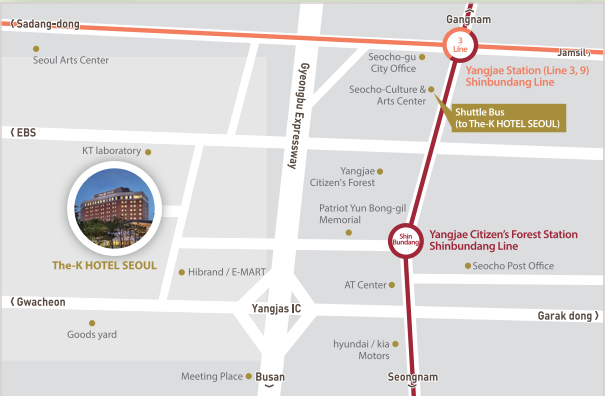 Gangnam
⟨ Sadang-dong
3
Line
Jamsil ⟩
Seoul Arts Center
Seocho-gu
City Office
Yangjae Station (Line 3, 9)
Shinbundang Line
Gyeongbu Expressway
Seocho-Culture &
Arts Center
Shuttle Bus
(to The-K HOTEL SEOUL)
⟨ EBS
KT laboratory
Yangjae
Citizen's Forest
Patriot Yun Bong-gil
Memorial
Shin
Bundang
Yangjae Citizen's Forest Station
Shinbundang Line
The-K HOTEL SEOUL
Hibrand / E-MART
Seocho Post Office
AT Center
⟨ Gwacheon
Yangjas IC
Garak dong ⟩
Goods yard
hyundai / kia
Motors
Meeting Place
Busan
Seongnam